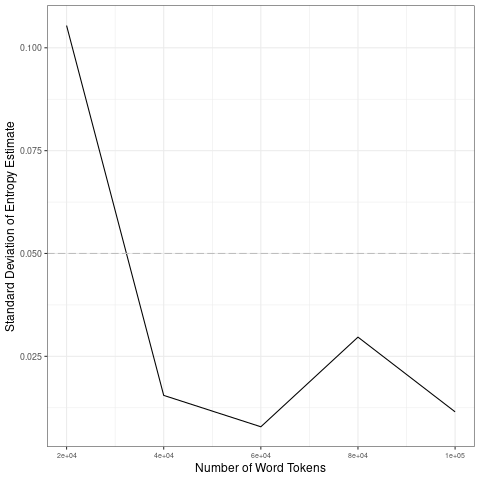 Standard Deviation of Entropy Estimate
0.100
0.075
0.050
0.025
2e+04 4e+04 6e+04 8e+04 1e+05
Number of Word Tokens